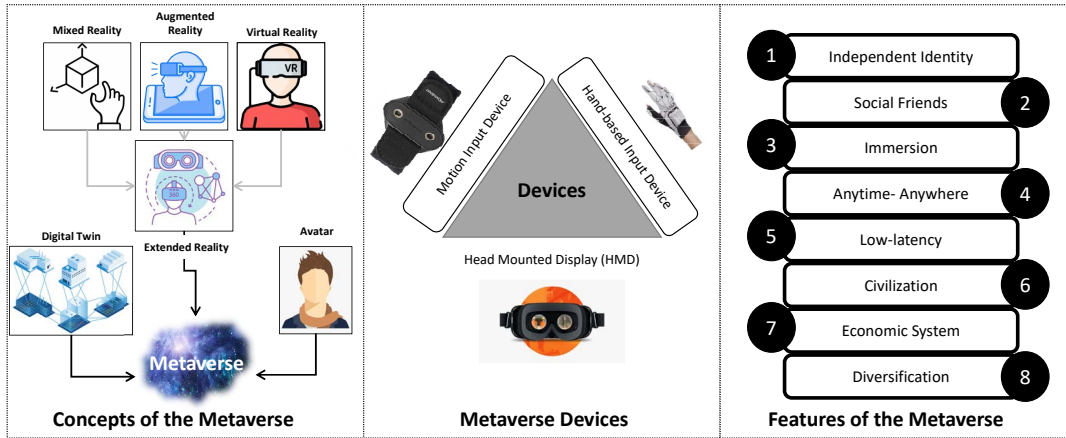 Mixed Reality
Augmented
Reality
Virtual Reality
VR
360
Digital Twin
Extended Reality
Avatar
Metaverse
Concepts of the Metaverse
Motion Input Device
Hand-based Input Device
Devices
Head Mounted Display (HMD)
Metaverse Devices
1
Independent Identity
Social Friends
2
3
Immersion
Anytime- Anywhere
4
5
Low-latency
Civilization
6
7
Economic System
Diversification
8
Features of the Metaverse